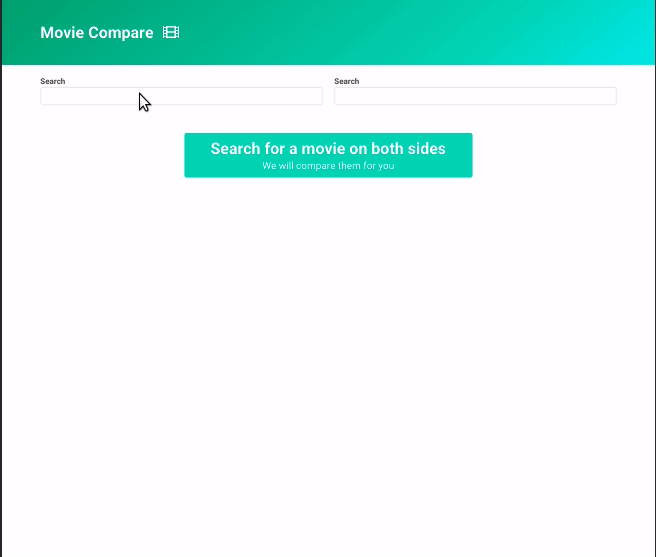 Movie Compare
Search
Search
Search for a movie on both sides
We will compare them for you